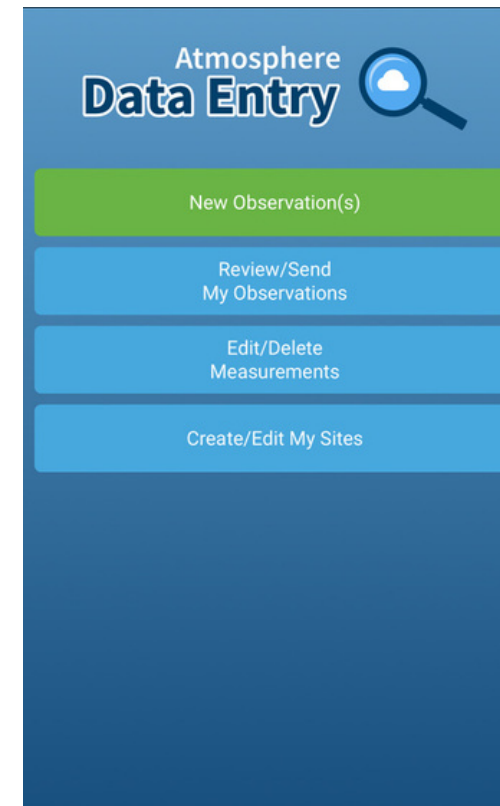 Atmosphere
Data Entry
New Observation(s)
Review/Send
My Observations
Edit/Delete
Measurements
Create/Edit My Sites